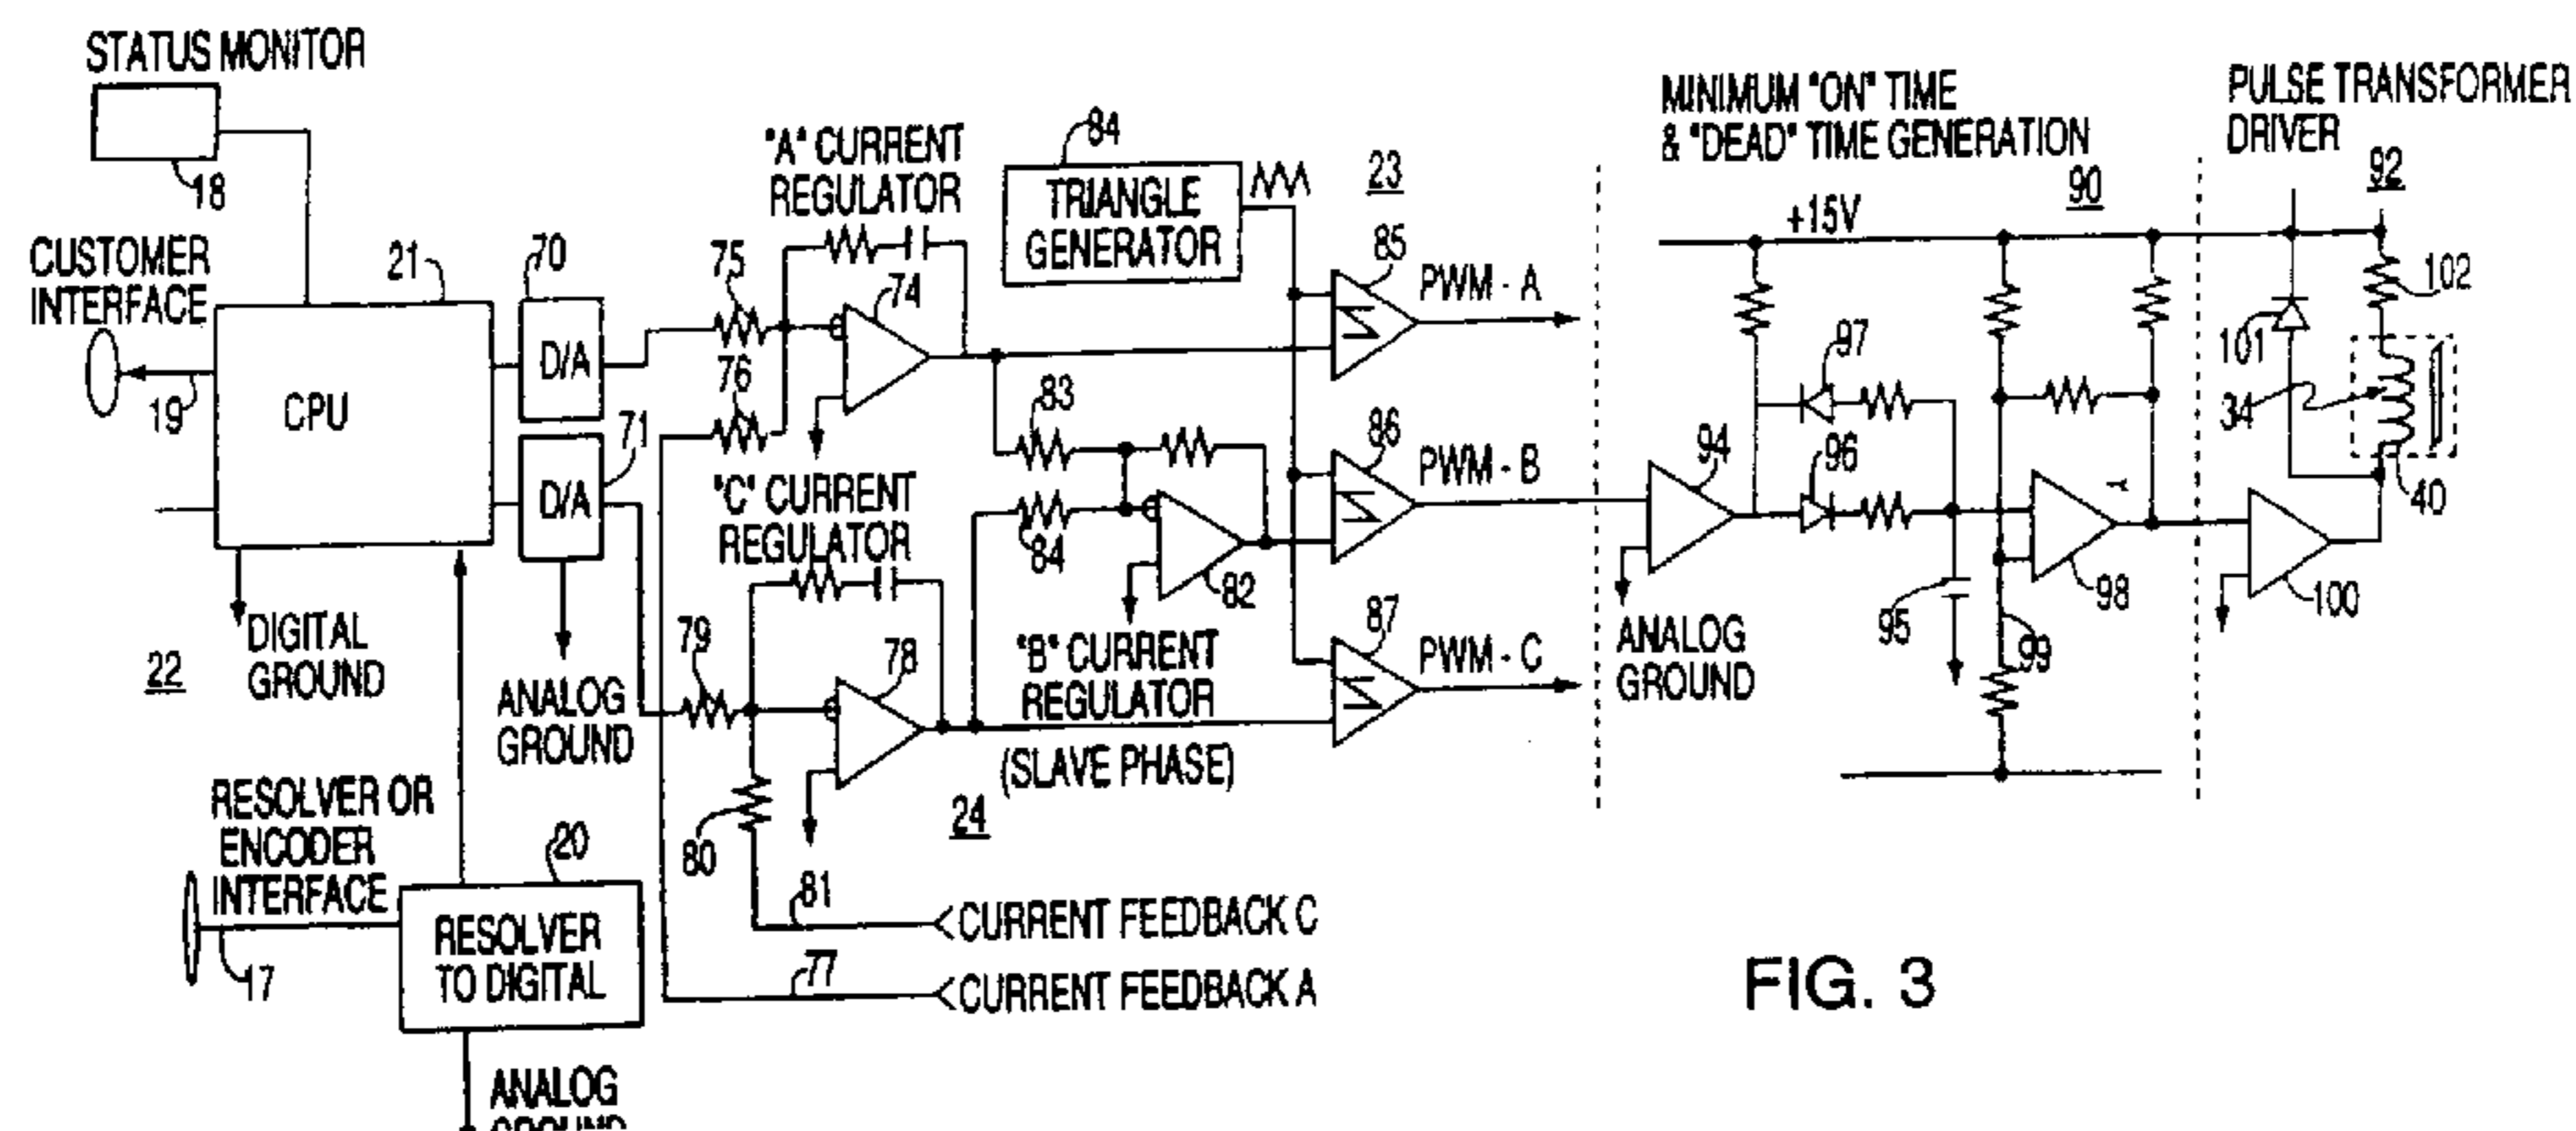 STATUS MONITOR
18
CUSTOMER
INTERFACE
19
21
CPU
70
D/A
71
D/A
DIGITAL
GROUND
22
ANALOG
GROUND
RESOLVER OR
ENCODER
INTERFACE
17
20
RESOLVER
TO DIGITAL
ANALOG
GROUND
"A" CURRENT
REGULATOR
75
76
74
"C" CURRENT
REGULATOR
79
78
80
81
77
CURRENT FEEDBACK C
CURRENT FEEDBACK A
24
84
TRIANGLE
GENERATOR
23
83
84
82
"B" CURRENT
REGULATOR
(SLAVE PHASE)
85
PWM - A
86
PWM - B
87
PWM - C
MINIMUM "ON" TIME
& "DEAD" TIME GENERATION
90
+15V
97
96
94
ANALOG
GROUND
95
98
99
PULSE TRANSFORMER
DRIVER
92
102
101
34
40
100
FIG. 3